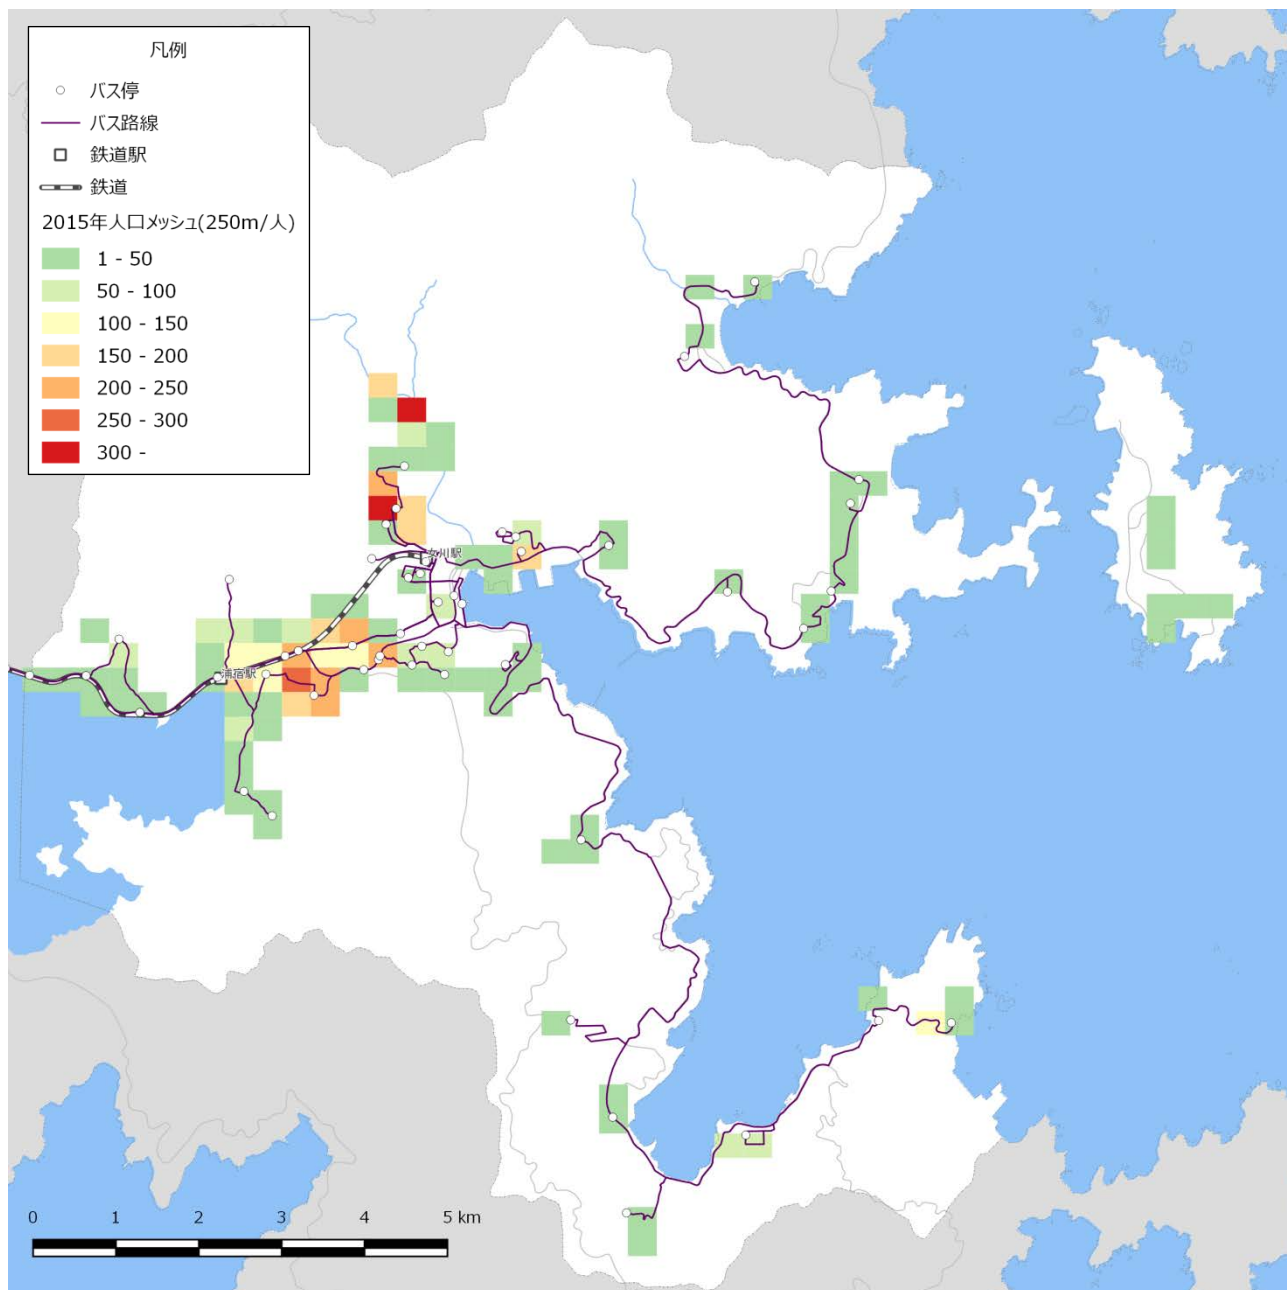 凡例
バス停
バス路線
鉄道駅
鉄道
2015年人口メッシュ(250m/人)
1 - 50
50 - 100
100 - 150
150 - 200
200 - 250
250 - 300
300 -
女川駅
浦宿駅
0 1 2 3 4 5 km